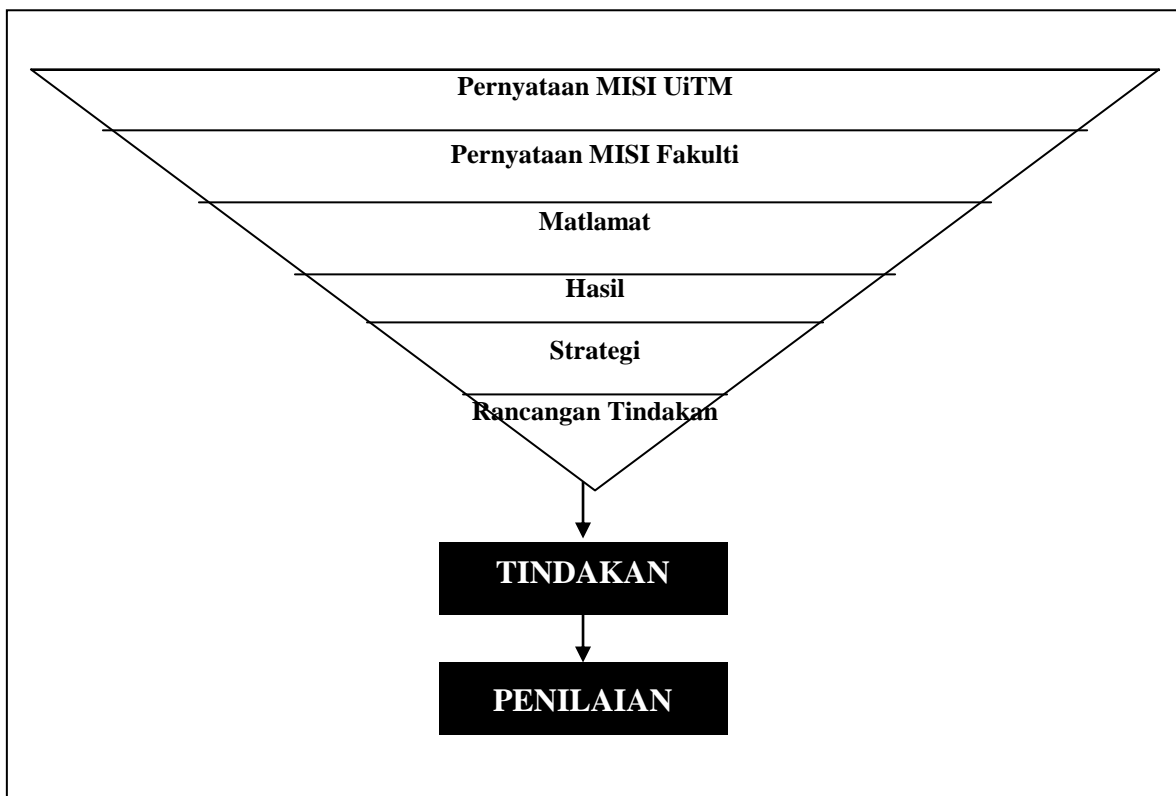 Pernyataan MISI UiTM
Pernyataan MISI Fakulti
Matlamat
Hasil
Strategi
Rancangan Tindakan
TINDAKAN
PENILAIAN